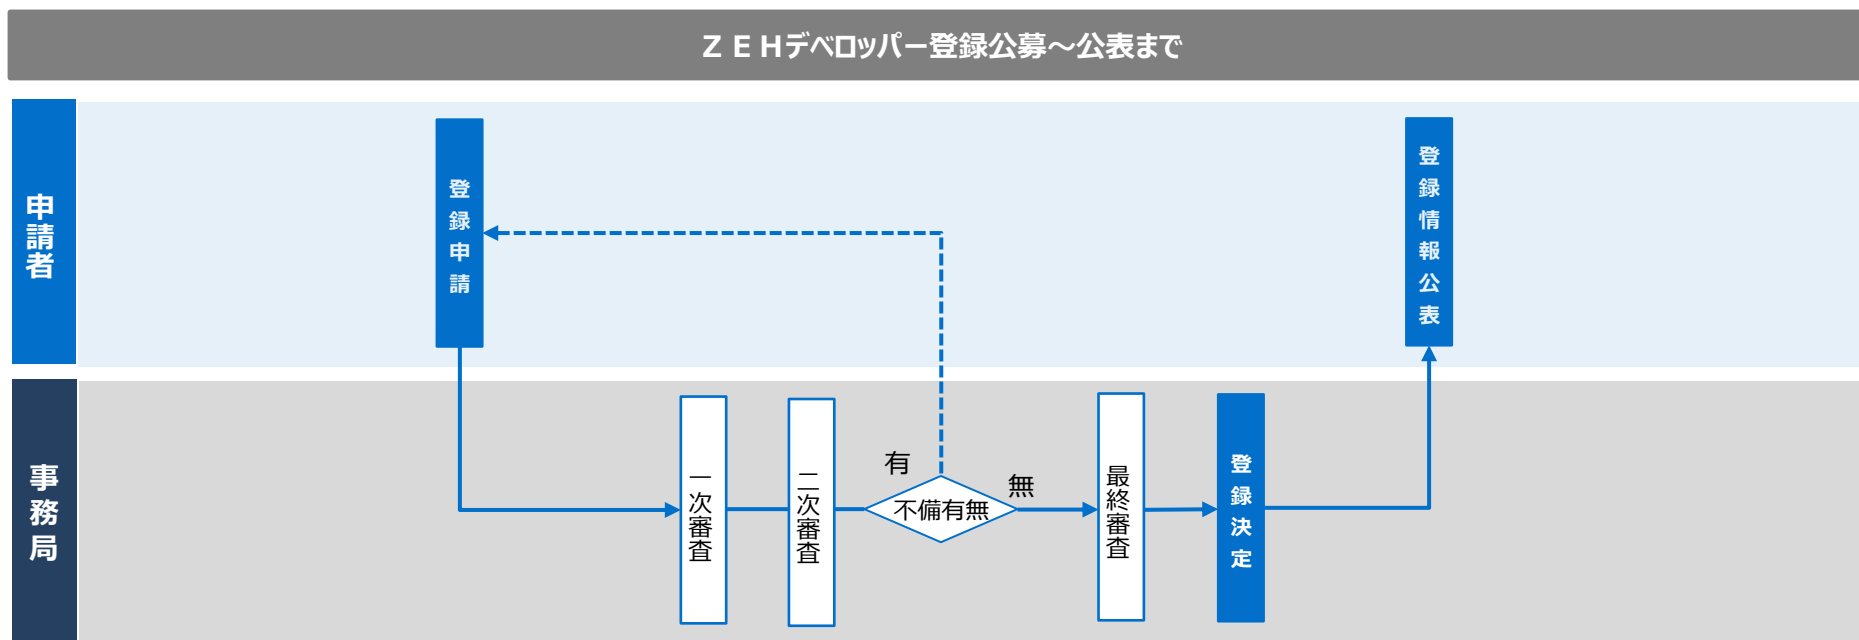 ＺＥＨデベロッパー登録公募～公表まで
申請者
登録申請
登録情報公表
事務局
一次審査
二次審査
有
不備有無
無
最終審査
登録決定